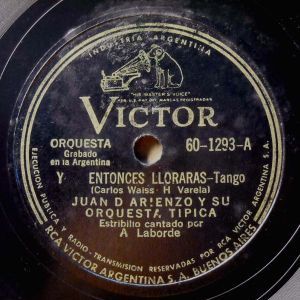 INDUSTRIA ARGENTINA
"HIS MASTER'S VOICE"
VICTOR
ORQUESTA
Grabado
en la Argentina
60-1293-A
Y ENTONCES LLORARAS-Tango
(Carlos Waiss- H Varela)
JUAN D ARIENZO Y SU
ORQUESTA TIPICA
Estribillo cantado por
A Laborde
EJECUCION PUBLICA Y RADIO-TRANSMISION RESERVADAS POR RCA VICTOR ARGENTINA S.A.
RCA VICTOR ARGENTINA S.A. BUENOS AIRES